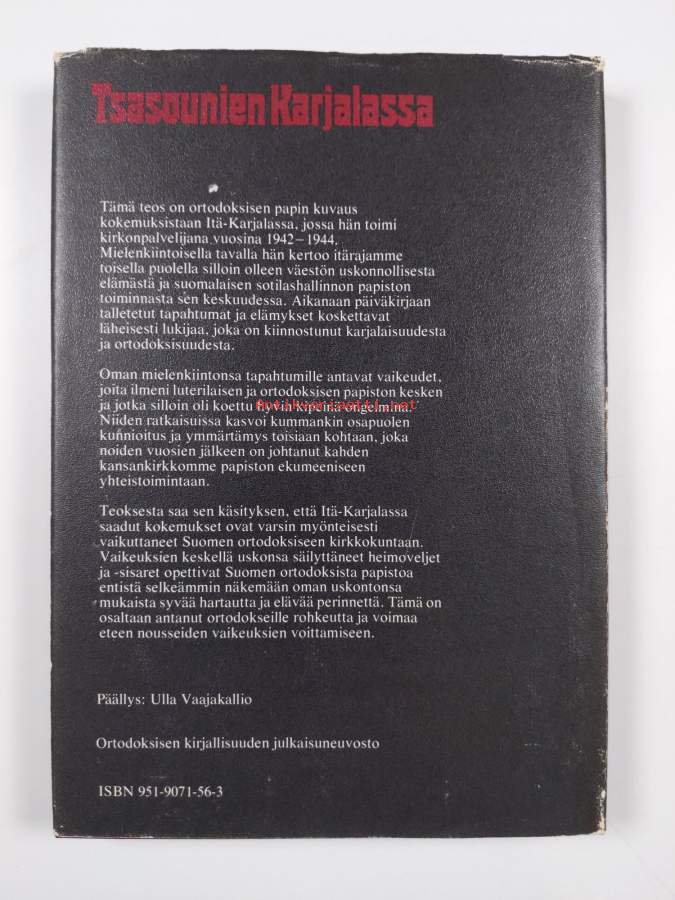 Tsasounien Karjalassa
Tämä teos on ortodoksisen papin kuvaus
kokemuksistaan Itä-Karjalassa, jossa hän toimi
kirkonpalvelijana vuosina 1942–1944.
Mielenkiintoisella tavalla hän kertoo itärajamme
toisella puolella silloin olleen väestön uskonnollisesta
elämästä ja suomalaisen sotilashallinnon papiston
toiminnasta sen keskuudessa. Aikanaan päiväkirjaan
talletetut tapahtumat ja elämykset koskettavat
läheisesti lukijaa, joka on kiinnostunut karjalaisuudesta
ja ortodoksisuudesta.
Oman mielenkiintonsa tapahtumille antavat vaikeudet,
joita ilmeni luterilaisen ja ortodoksisen papiston kesken
ja jotka silloin oli koettu hyvin kipeinä ongelmina.
Antikvariaatti.net
Niiden ratkaisuissa kasvoi kummankin osapuolen
kunnioitus ja ymmärtämys toisiaan kohtaan, joka
noiden vuosien jälkeen on johtanut kahden
kansankirkkomme papiston ekumeeniseen
yhteistoimintaan.
Teoksesta saa sen käsityksen, että Itä-Karjalassa
saadut kokemukset ovat varsin myönteisesti
vaikuttaneet Suomen ortodoksiseen kirkkokuntaan.
Vaikeuksien keskellä uskonsa säilyttäneet heimoveljet
ja -sisaret opettivat Suomen ortodoksista papistoa
entistä selkeämmin näkemään oman uskontonsa
mukaista syvää hartautta ja elävää perinnettä. Tämä on
osaltaan antanut ortodokseille rohkeutta ja voimaa
eteen nousseiden vaikeuksien voittamiseen.
Päällys: Ulla Vaajakallio
Ortodoksisen kirjallisuuden julkaisuneuvosto
ISBN 951-9071-56-3